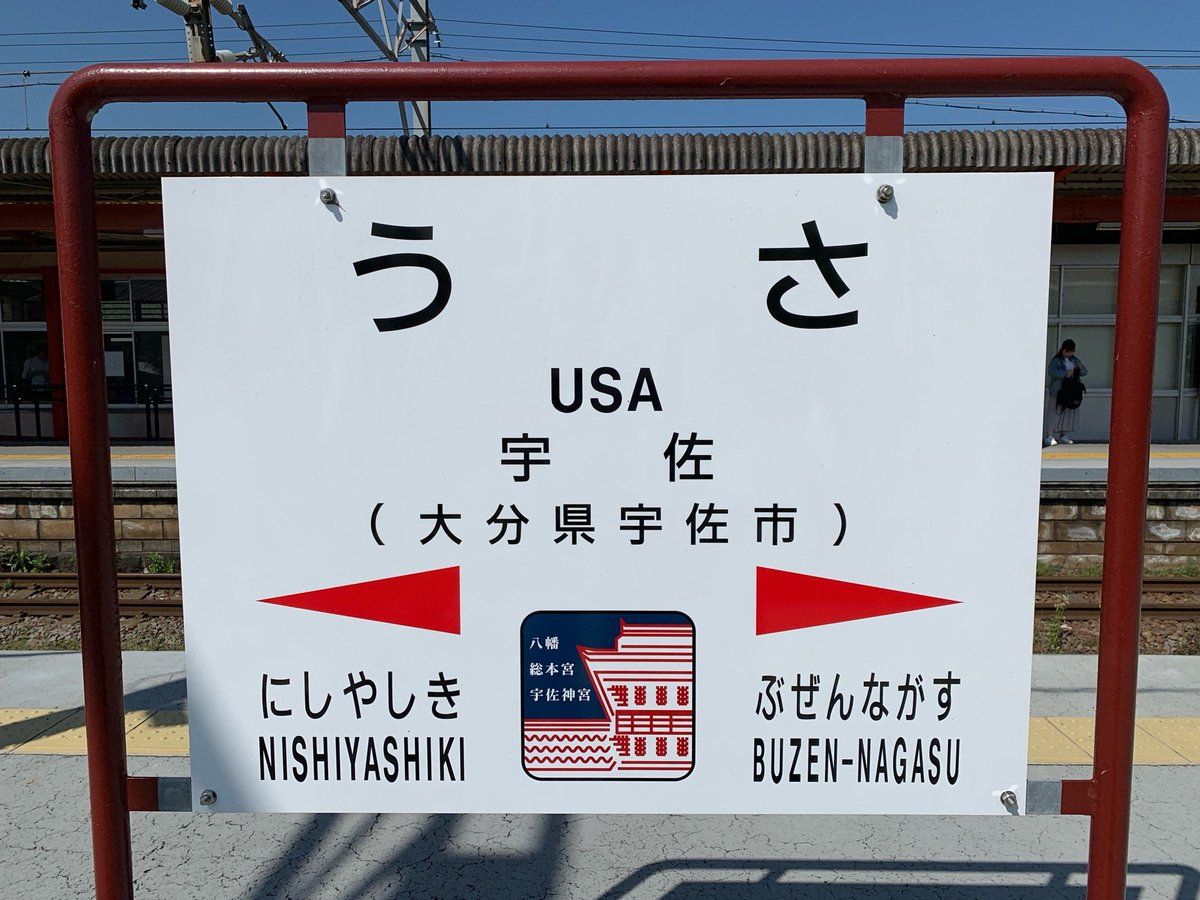 うさ
USA
宇佐
（大分県宇佐市）
にしやしき
NISHIYASHIKI
八幡
総本宮
宇佐神宮
ぶぜんながす
BUZEN-NAGASU